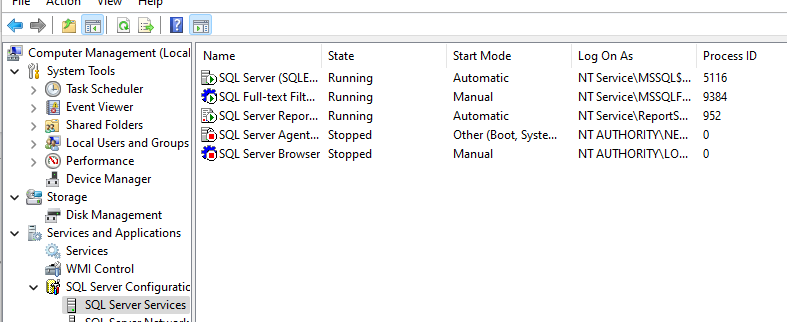 File Action View Help
Computer Management (Local
System Tools
Task Scheduler
Event Viewer
Shared Folders
Local Users and Groups
Performance
Device Manager
Storage
Disk Management
Services and Applications
Services
WMI Control
SQL Server Configuratic
SQL Server Services
SQL Server Network
Name State Start Mode Log On As Process ID
SQL Server (SQLE... Running Automatic NT Service\MSSQL$... 5116
SQL Full-text Filt... Running Manual NT Service\MSSQLF... 9384
SQL Server Repor... Running Automatic NT Service\ReportS... 952
SQL Server Agent... Stopped Other (Boot, Syste... NT AUTHORITY\NE... 0
SQL Server Browser Stopped Manual NT AUTHORITY\LO... 0